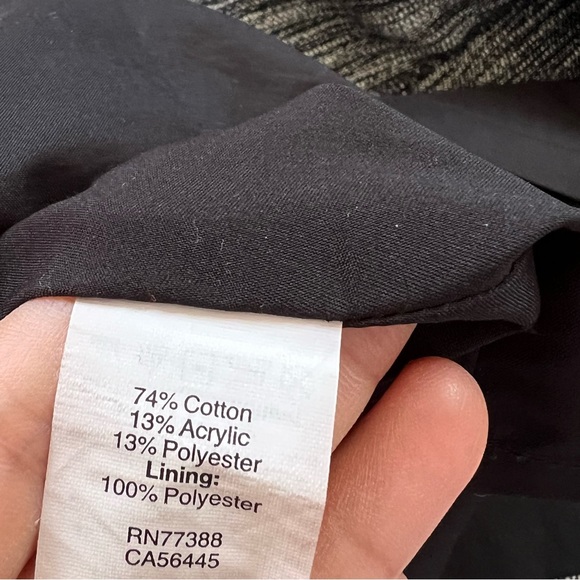 74% Cotton
13% Acrylic
13% Polyester
Lining:
100% Polyester
RN77388
CA56445